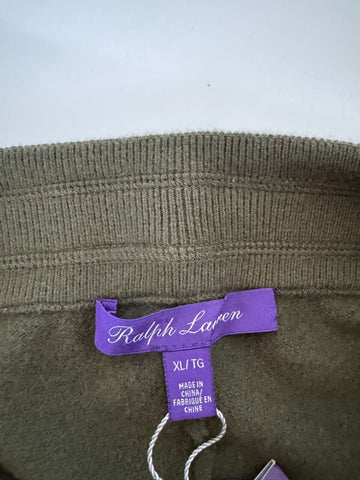 Ralph Lauren
XL/TG
MADE IN
CHINA/
FABRIQUÉ EN
CHINE